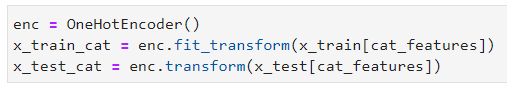 enc = OneHotEncoder()
x_train_cat = enc.fit_transform(x_train[cat_features])
x_test_cat = enc.transform(x_test[cat_features])